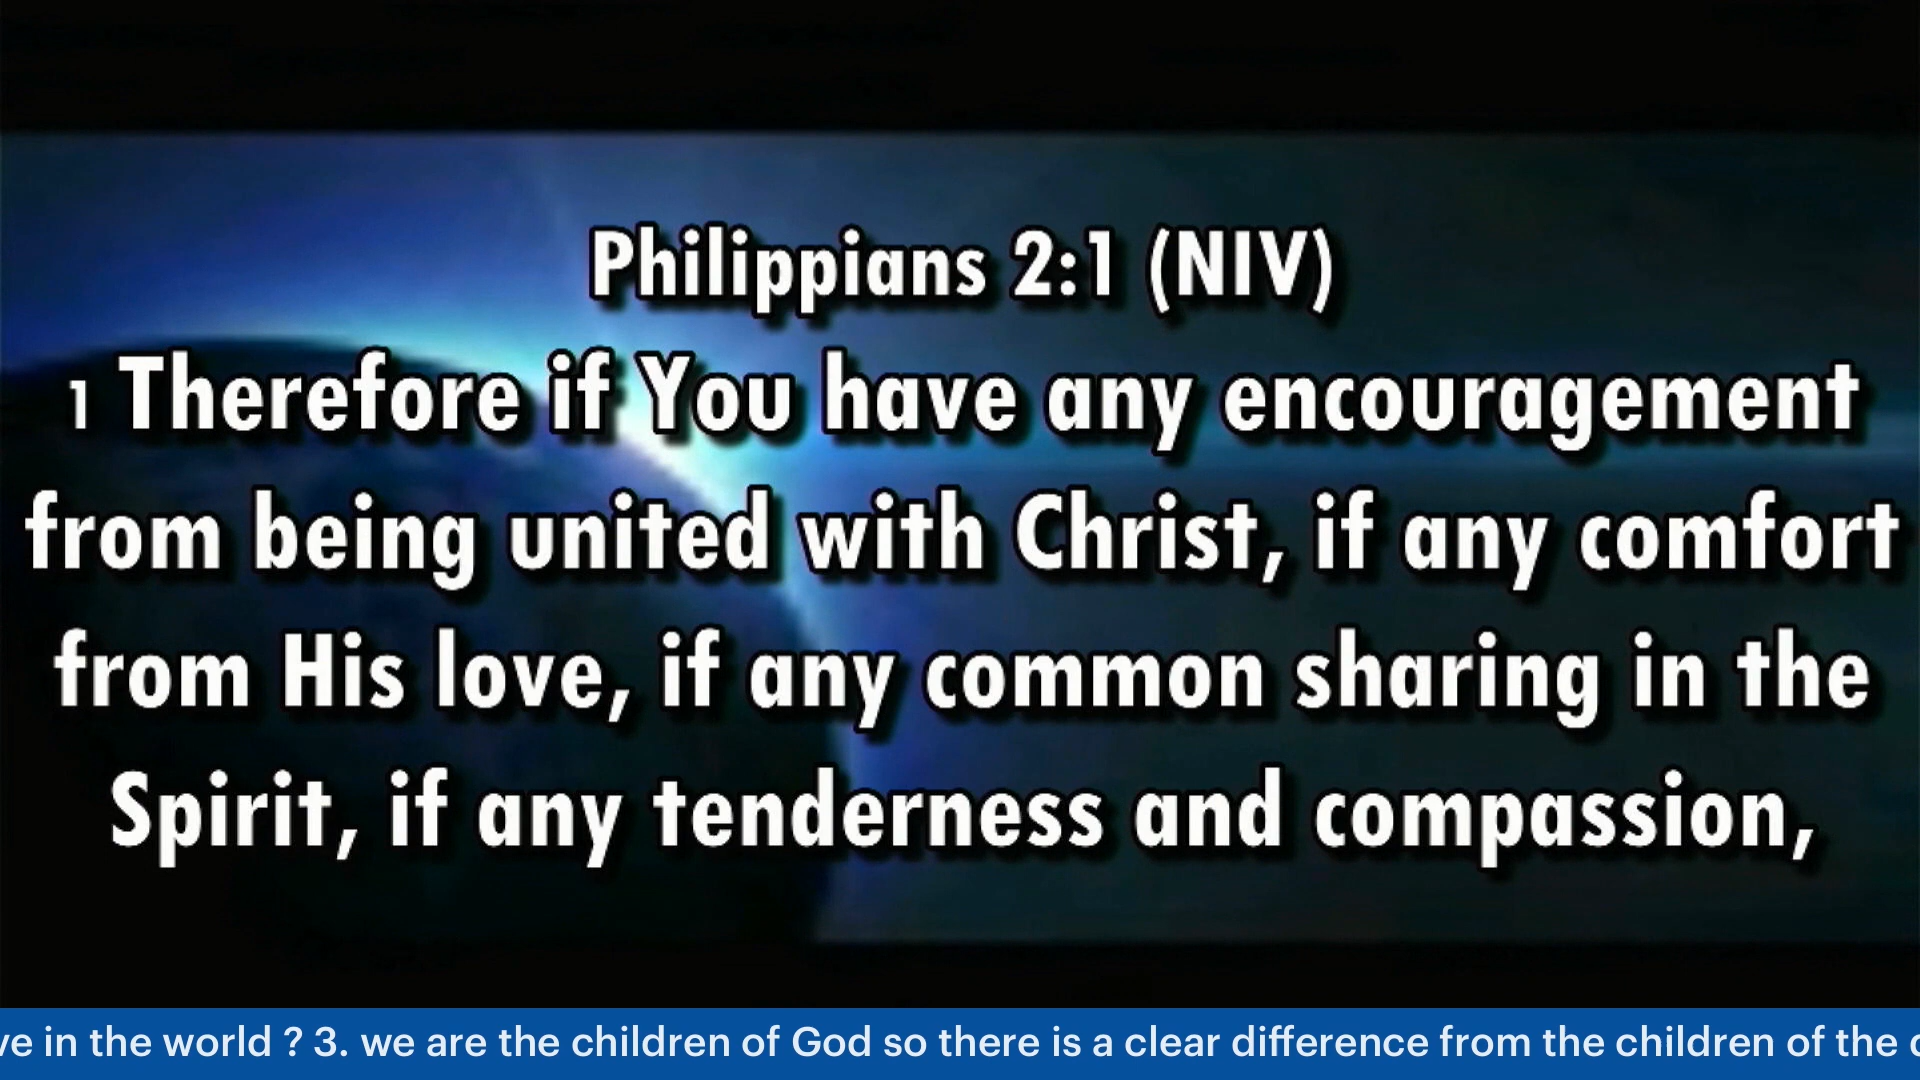 Philippians 2:1 (NIV)
1 Therefore if You have any encouragement
from being united with Christ, if any comfort
from His love, if any common sharing in the
Spirit, if any tenderness and compassion,
in the world ? 3. we are the children of God so there is a clear difference from the children of the